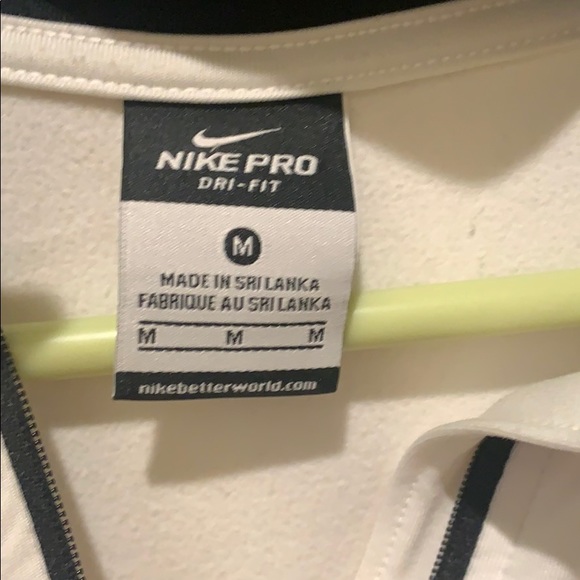 NIKE PRO
DRI-FIT
M
MADE IN SRI LANKA
FABRIQUE AU SRI LANKA
M M M
nikebetterworld.com